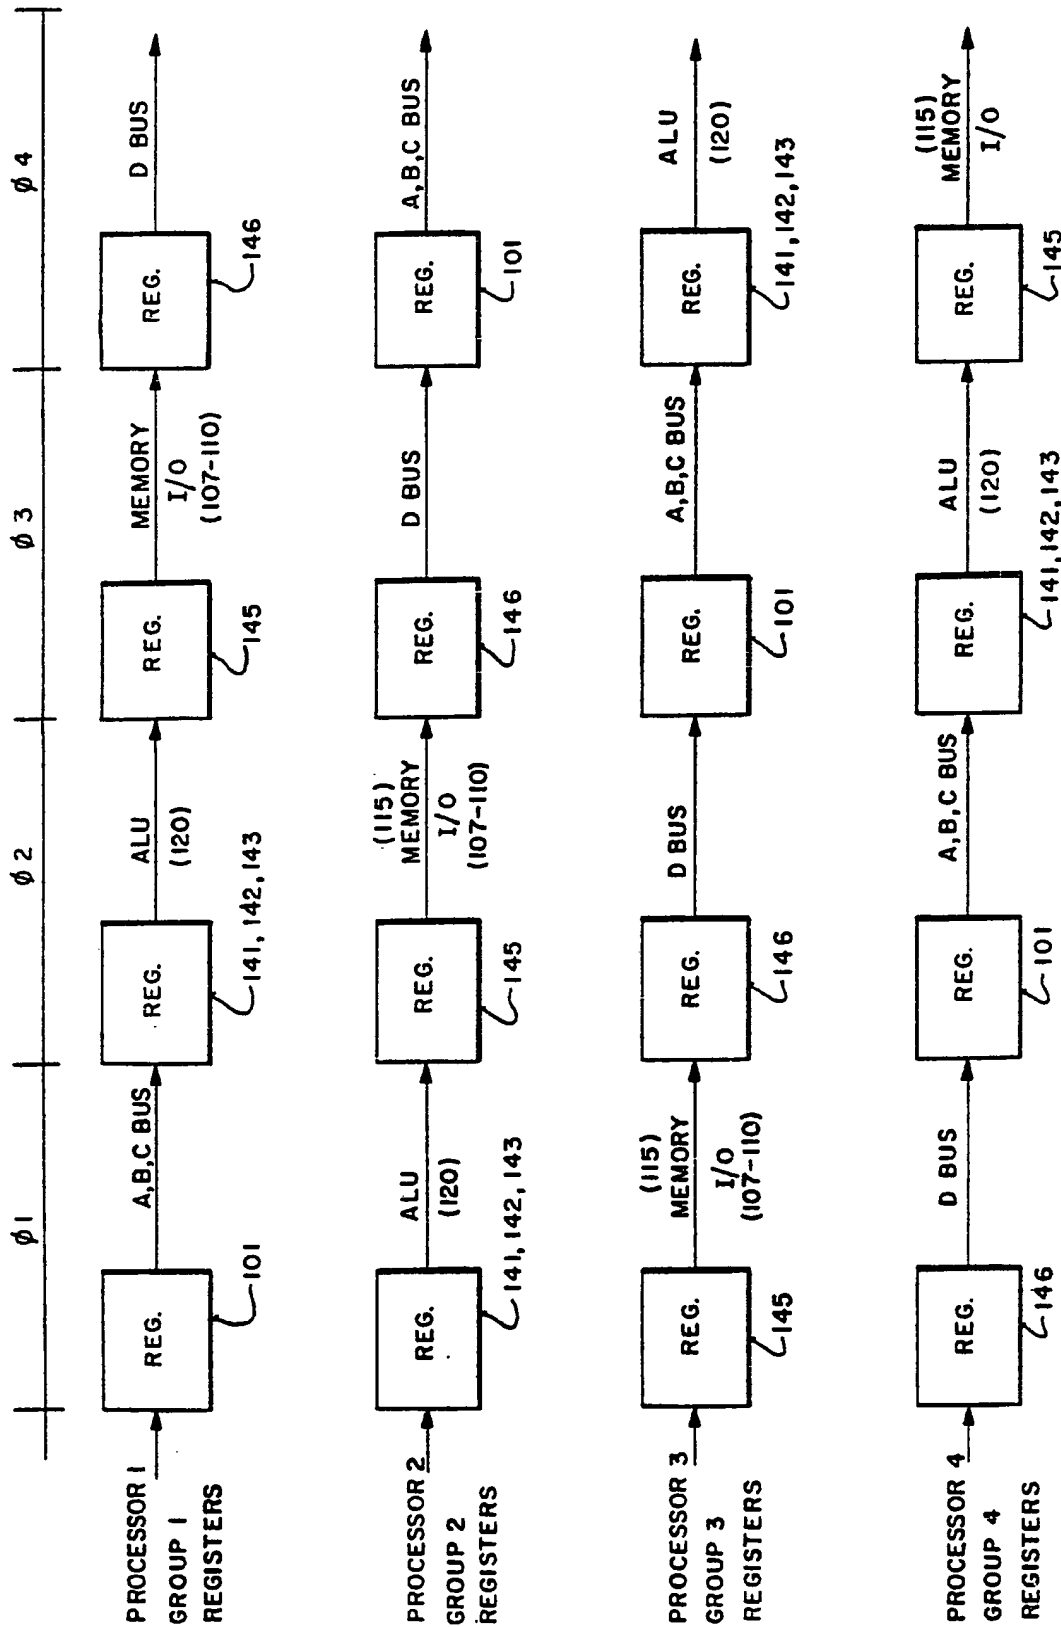 ø1
ø2
ø3
ø4
PROCESSOR 1
GROUP 1
REGISTERS
REG.
101
A,B,C BUS
REG.
141, 142, 143
ALU
(120)
REG.
145
MEMORY
I/O
(107-110)
REG.
146
D BUS
PROCESSOR 2
GROUP 2
REGISTERS
REG.
141, 142, 143
ALU
(120)
REG.
145
(115)
MEMORY
I/O
(107-110)
REG.
146
D BUS
REG.
101
A,B,C BUS
PROCESSOR 3
GROUP 3
REGISTERS
REG.
145
(115)
MEMORY
I/O
(107-110)
REG.
146
D BUS
REG.
101
A,B,C BUS
REG.
141, 142, 143
ALU
(120)
PROCESSOR 4
GROUP 4
REGISTERS
REG.
146
D BUS
REG.
101
A,B,C BUS
REG.
141, 142, 143
ALU
(120)
REG.
145
(115)
MEMORY
I/O